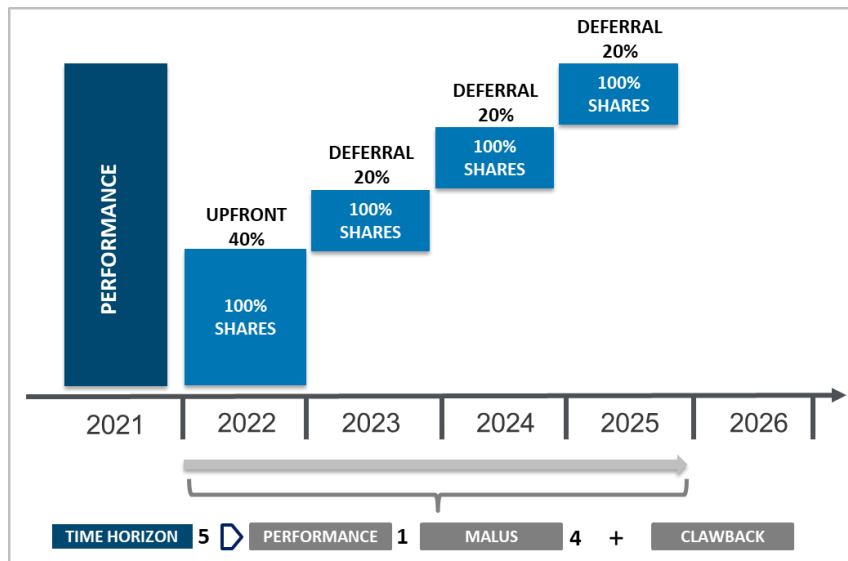 DEFERRAL
20%
100%
SHARES
DEFERRAL
20%
100%
SHARES
DEFERRAL
20%
100%
SHARES
UPFRONT
40%
100%
SHARES
PERFORMANCE
2021 2022 2023 2024 2025 2026
TIME HORIZON 5 PERFORMANCE 1 MALUS 4 + CLAWBACK